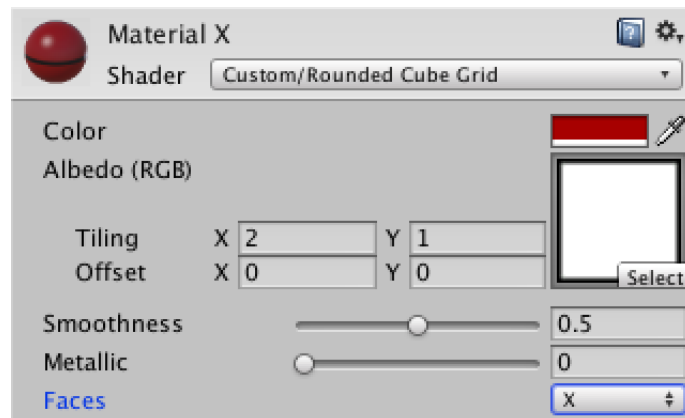 Material X
Shader Custom/Rounded Cube Grid
Color
Albedo (RGB)
Tiling X 2 Y 1
Offset X 0 Y 0
Select
Smoothness 0.5
Metallic 0
Faces X